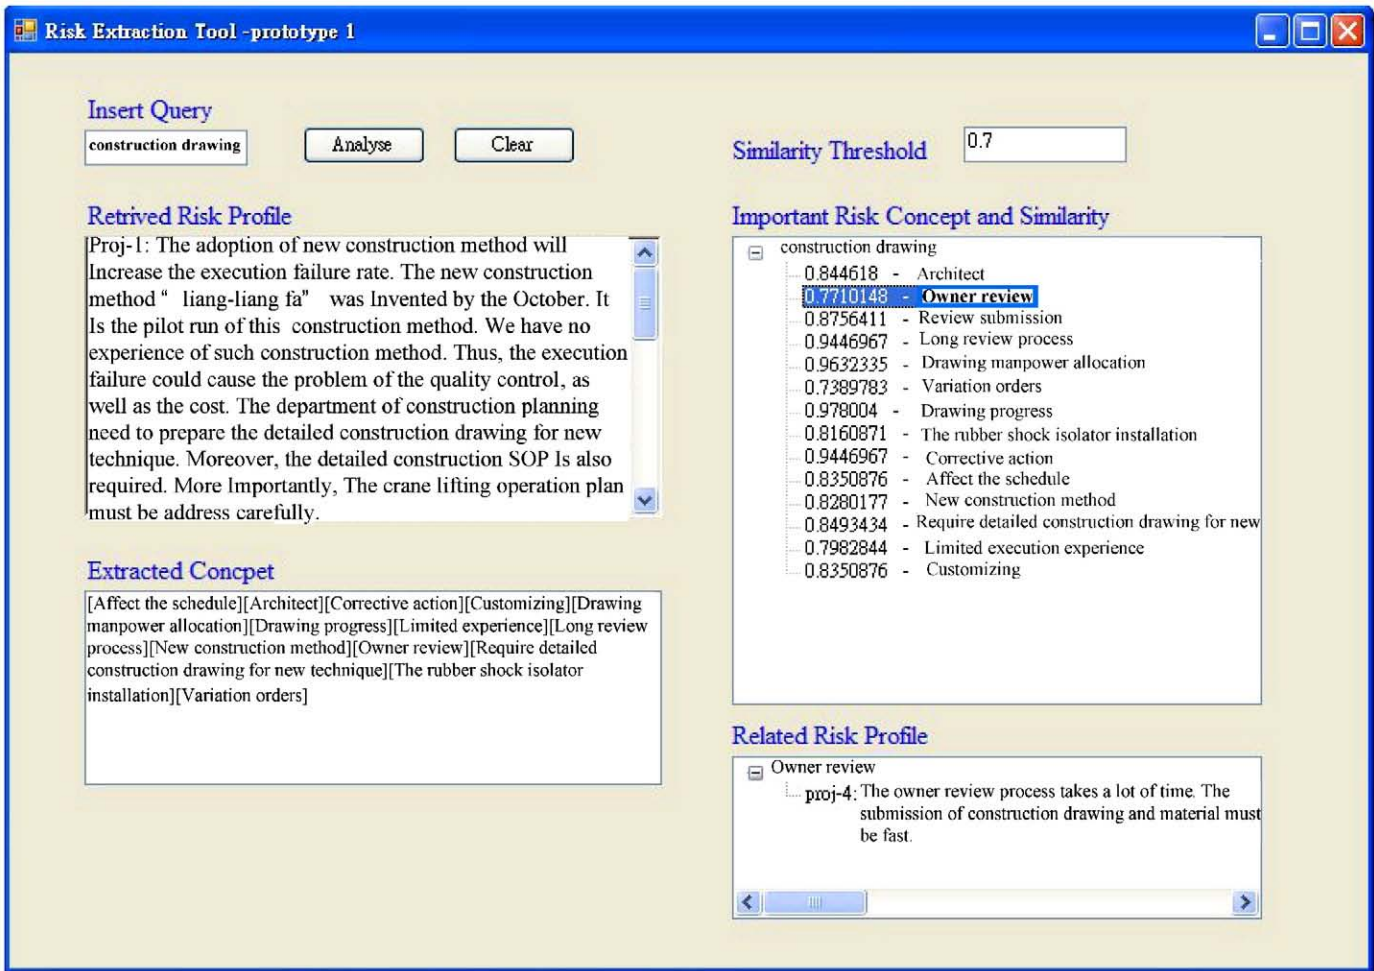 Risk Extraction Tool -prototype 1
Insert Query
construction drawing
Analyse
Clear
Similarity Threshold
0.7
Retrived Risk Profile
Proj-1: The adoption of new construction method will
Increase the execution failure rate. The new construction
method “ liang-liang fa” was Invented by the October. It
Is the pilot run of this construction method. We have no
experience of such construction method. Thus, the execution
failure could cause the problem of the quality control, as
well as the cost. The department of construction planning
need to prepare the detailed construction drawing for new
technique. Moreover, the detailed construction SOP Is also
required. More Importantly, The crane lifting operation plan
must be address carefully.
Extracted Concpet
[Affect the schedule][Architect][Corrective action][Customizing][Drawing
manpower allocation][Drawing progress][Limited experience][Long review
process][New construction method][Owner review][Require detailed
construction drawing for new technique][The rubber shock isolator
installation][Variation orders]
Important Risk Concept and Similarity
construction drawing
0.844618 - Architect
0.7710148 - Owner review
0.8756411 - Review submission
0.9446967 - Long review process
0.9632335 - Drawing manpower allocation
0.7389783 - Variation orders
0.978004 - Drawing progress
0.8160871 - The rubber shock isolator installation
0.9446967 - Corrective action
0.8350876 - Affect the schedule
0.8280177 - New construction method
0.8493434 - Require detailed construction drawing for new
0.7982844 - Limited execution experience
0.8350876 - Customizing
Related Risk Profile
Owner review
proj-4: The owner review process takes a lot of time. The
submission of construction drawing and material must
be fast.